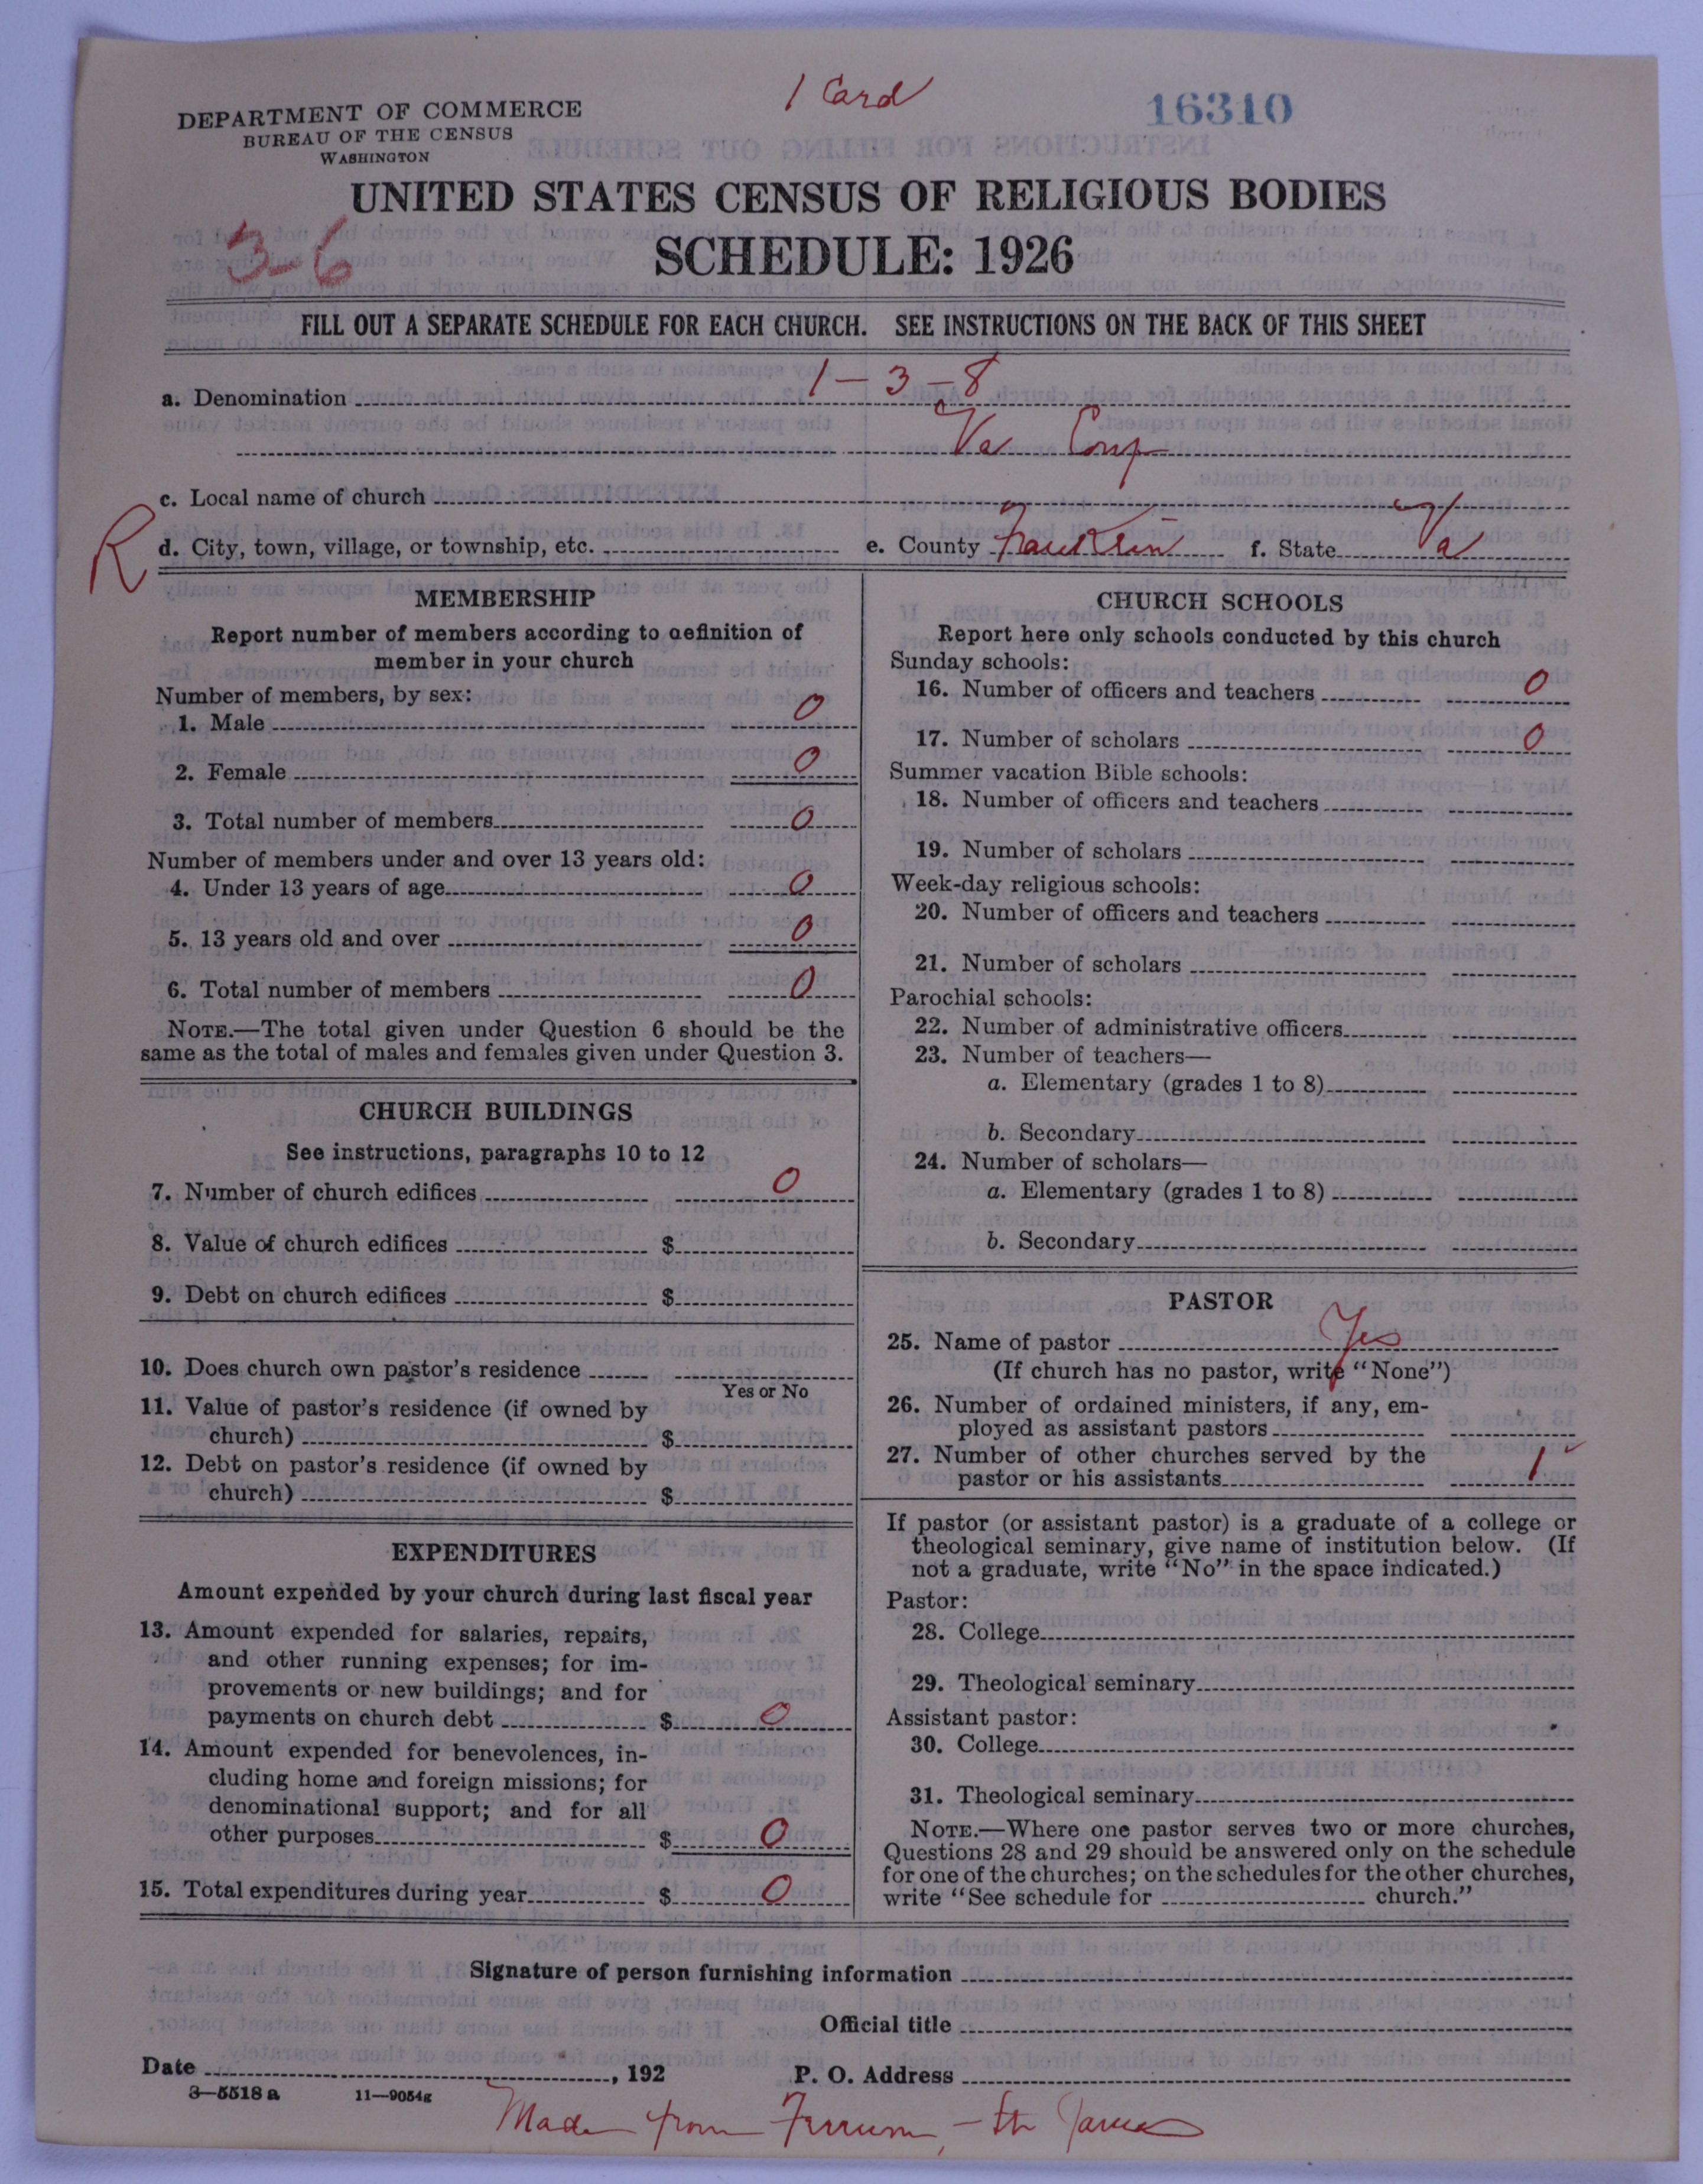 1 Card
16310
DEPARTMENT OF COMMERCE
BUREAU OF THE CENSUS
WASHINGTON
UNITED STATES CENSUS OF RELIGIOUS BODIES
SCHEDULE: 1926
3-6
FILL OUT A SEPARATE SCHEDULE FOR EACH CHURCH. SEE INSTRUCTIONS ON THE BACK OF THIS SHEET
a. Denomination 1-3-8
Va
c. Local name of church
R
d. City, town, village, or township, etc. e. County Franklin f. State Va
MEMBERSHIP
Report number of members according to definition of
member in your church
Number of members, by sex:
1. Male 0
2. Female 0
3. Total number of members 0
Number of members under and over 13 years old:
4. Under 13 years of age 0
5. 13 years old and over 0
6. Total number of members 0
NOTE.—The total given under Question 6 should be the
same as the total of males and females given under Question 3.
CHURCH BUILDINGS
See instructions, paragraphs 10 to 12
7. Number of church edifices 0
8. Value of church edifices $
9. Debt on church edifices $
10. Does church own pastor's residence
Yes or No
11. Value of pastor's residence (if owned by
church) $
12. Debt on pastor's residence (if owned by
church) $
EXPENDITURES
Amount expended by your church during last fiscal year
13. Amount expended for salaries, repairs,
and other running expenses; for im-
provements or new buildings; and for
payments on church debt $ 0
14. Amount expended for benevolences, in-
cluding home and foreign missions; for
denominational support; and for all
other purposes $ 0
15. Total expenditures during year $ 0
CHURCH SCHOOLS
Report here only schools conducted by this church
Sunday schools:
16. Number of officers and teachers 0
17. Number of scholars 0
Summer vacation Bible schools:
18. Number of officers and teachers
19. Number of scholars
Week-day religious schools:
20. Number of officers and teachers
21. Number of scholars
Parochial schools:
22. Number of administrative officers
23. Number of teachers—
a. Elementary (grades 1 to 8)
b. Secondary
24. Number of scholars—
a. Elementary (grades 1 to 8)
b. Secondary
PASTOR
25. Name of pastor Yes
(If church has no pastor, write "None")
26. Number of ordained ministers, if any, em-
ployed as assistant pastors
27. Number of other churches served by the
pastor or his assistants 1
If pastor (or assistant pastor) is a graduate of a college or
theological seminary, give name of institution below. (If
not a graduate, write "No" in the space indicated.)
Pastor:
28. College
29. Theological seminary
Assistant pastor:
30. College
31. Theological seminary
NOTE.—Where one pastor serves two or more churches,
Questions 28 and 29 should be answered only on the schedule
for one of the churches; on the schedules for the other churches,
write "See schedule for church."
Signature of person furnishing information
Official title
Date , 192 P. O. Address
3—5518 a 11—9054g
Made from Ferrum, - St James